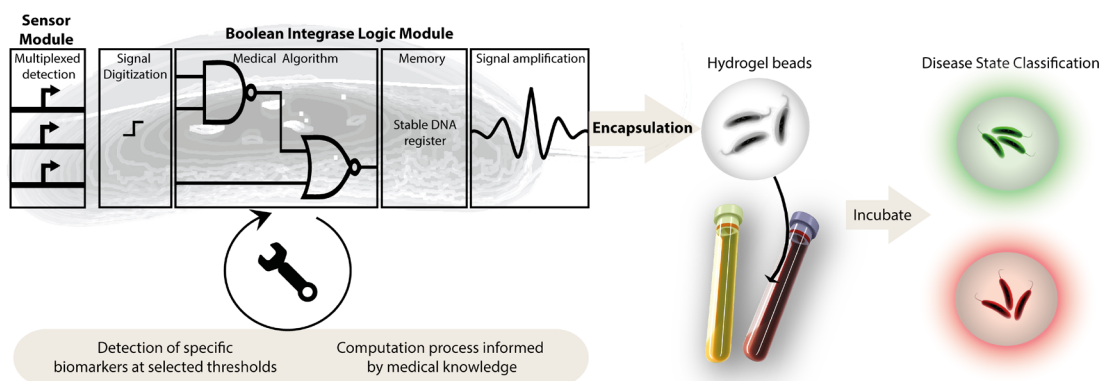 Sensor
Module
Boolean Integrase Logic Module
Multiplexed
detection
Signal
Digitization
Medical Algorithm
Memory
Signal amplification
Stable DNA
register
Encapsulation
Hydrogel beads
Disease State Classification
Incubate
Detection of specific
biomarkers at selected thresholds
Computation process informed
by medical knowledge